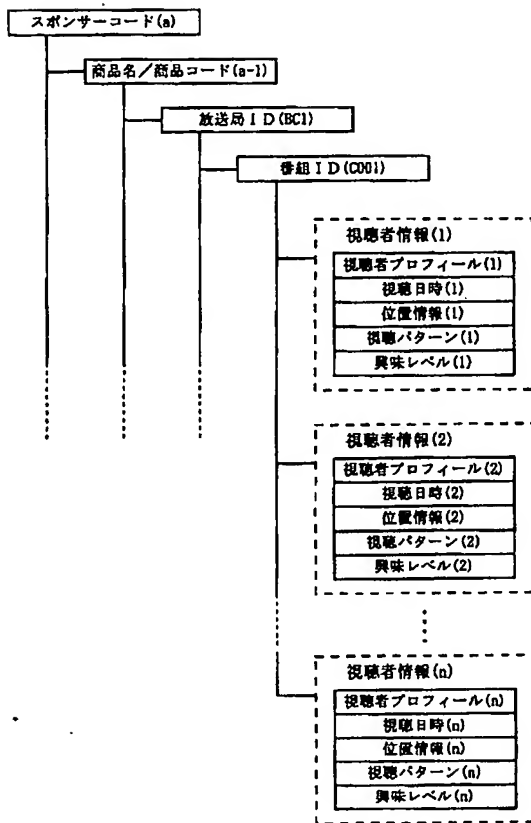 スポンサーコード(a)
商品名／商品コード(a-1)
放送局ＩＤ(BC1)
番組ＩＤ(C001)
視聴者情報(1)
視聴者プロフィール(1)
視聴日時(1)
位置情報(1)
視聴パターン(1)
興味レベル(1)
視聴者情報(2)
視聴者プロフィール(2)
視聴日時(2)
位置情報(2)
視聴パターン(2)
興味レベル(2)
視聴者情報(n)
視聴者プロフィール(n)
視聴日時(n)
位置情報(n)
視聴パターン(n)
興味レベル(n)